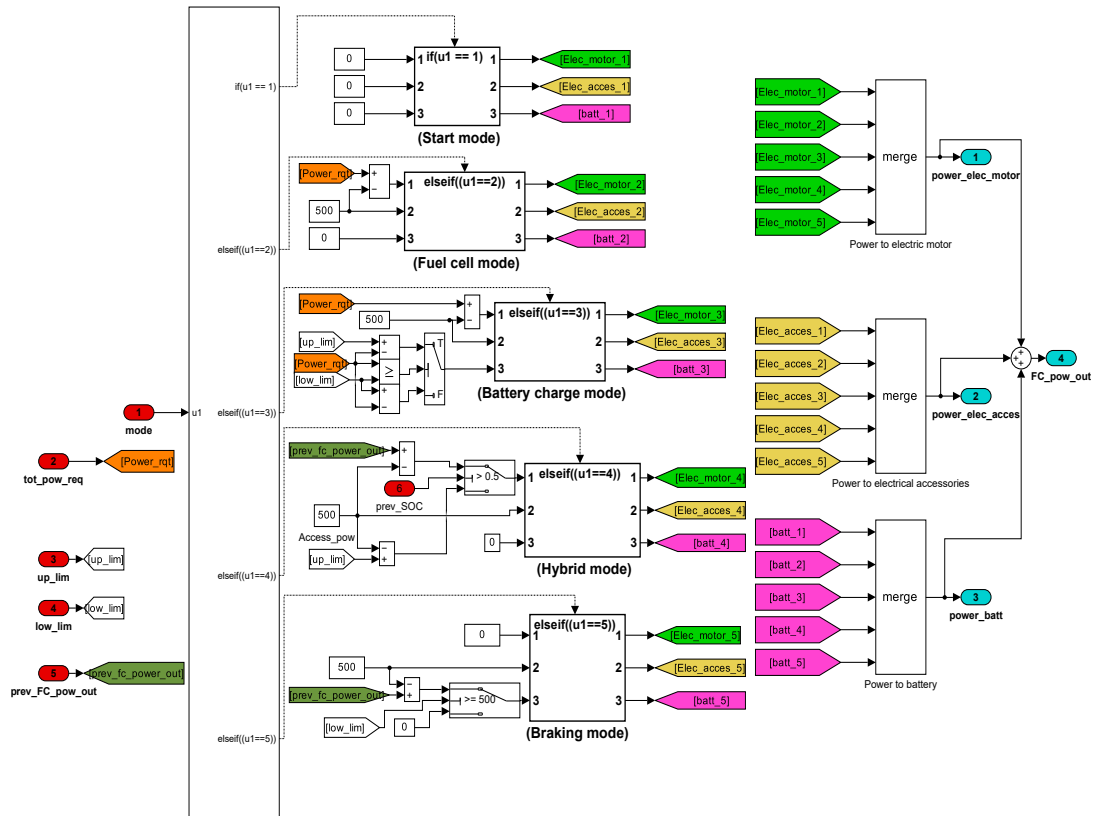 if(u1 == 1)
elseif((u1==2))
elseif((u1==3))
elseif((u1==4))
elseif((u1==5))
u1
1
mode
2
tot_pow_req
[Power_rqt]
3
up_lim
[up_lim]
4
low_lim
[low_lim]
5
prev_FC_pow_out
[prev_fc_power_out]
if(u1 == 1)
0
1
1
[Elec_motor_1]
0
2
2
[Elec_acces_1]
0
3
3
[batt_1]
(Start mode)
elseif((u1==2))
[Power_rqt]
+
−
1
1
[Elec_motor_2]
500
2
2
[Elec_acces_2]
0
3
3
[batt_2]
(Fuel cell mode)
elseif((u1==3))
[Power_rqt]
+
−
1
1
[Elec_motor_3]
500
2
2
[Elec_acces_3]
[up_lim]
[Power_rqt]
[low_lim]
+
−
≥
+
−
T
F
3
3
[batt_3]
(Battery charge mode)
elseif((u1==4))
[prev_fc_power_out]
+
−
> 0.5
1
1
[Elec_motor_4]
6
prev_SOC
500
Access_pow
2
2
[Elec_acces_4]
[up_lim]
−
+
0
3
3
[batt_4]
(Hybrid mode)
elseif((u1==5))
0
1
1
[Elec_motor_5]
500
2
2
[Elec_acces_5]
[prev_fc_power_out]
−
+
>= 500
3
3
[batt_5]
[low_lim]
0
(Braking mode)
[Elec_motor_1]
[Elec_motor_2]
[Elec_motor_3]
[Elec_motor_4]
[Elec_motor_5]
merge
Power to electric motor
1
power_elec_motor
[Elec_acces_1]
[Elec_acces_2]
[Elec_acces_3]
[Elec_acces_4]
[Elec_acces_5]
merge
Power to electrical accessories
2
power_elec_acces
+
+
+
4
FC_pow_out
[batt_1]
[batt_2]
[batt_3]
[batt_4]
[batt_5]
merge
Power to battery
3
power_batt